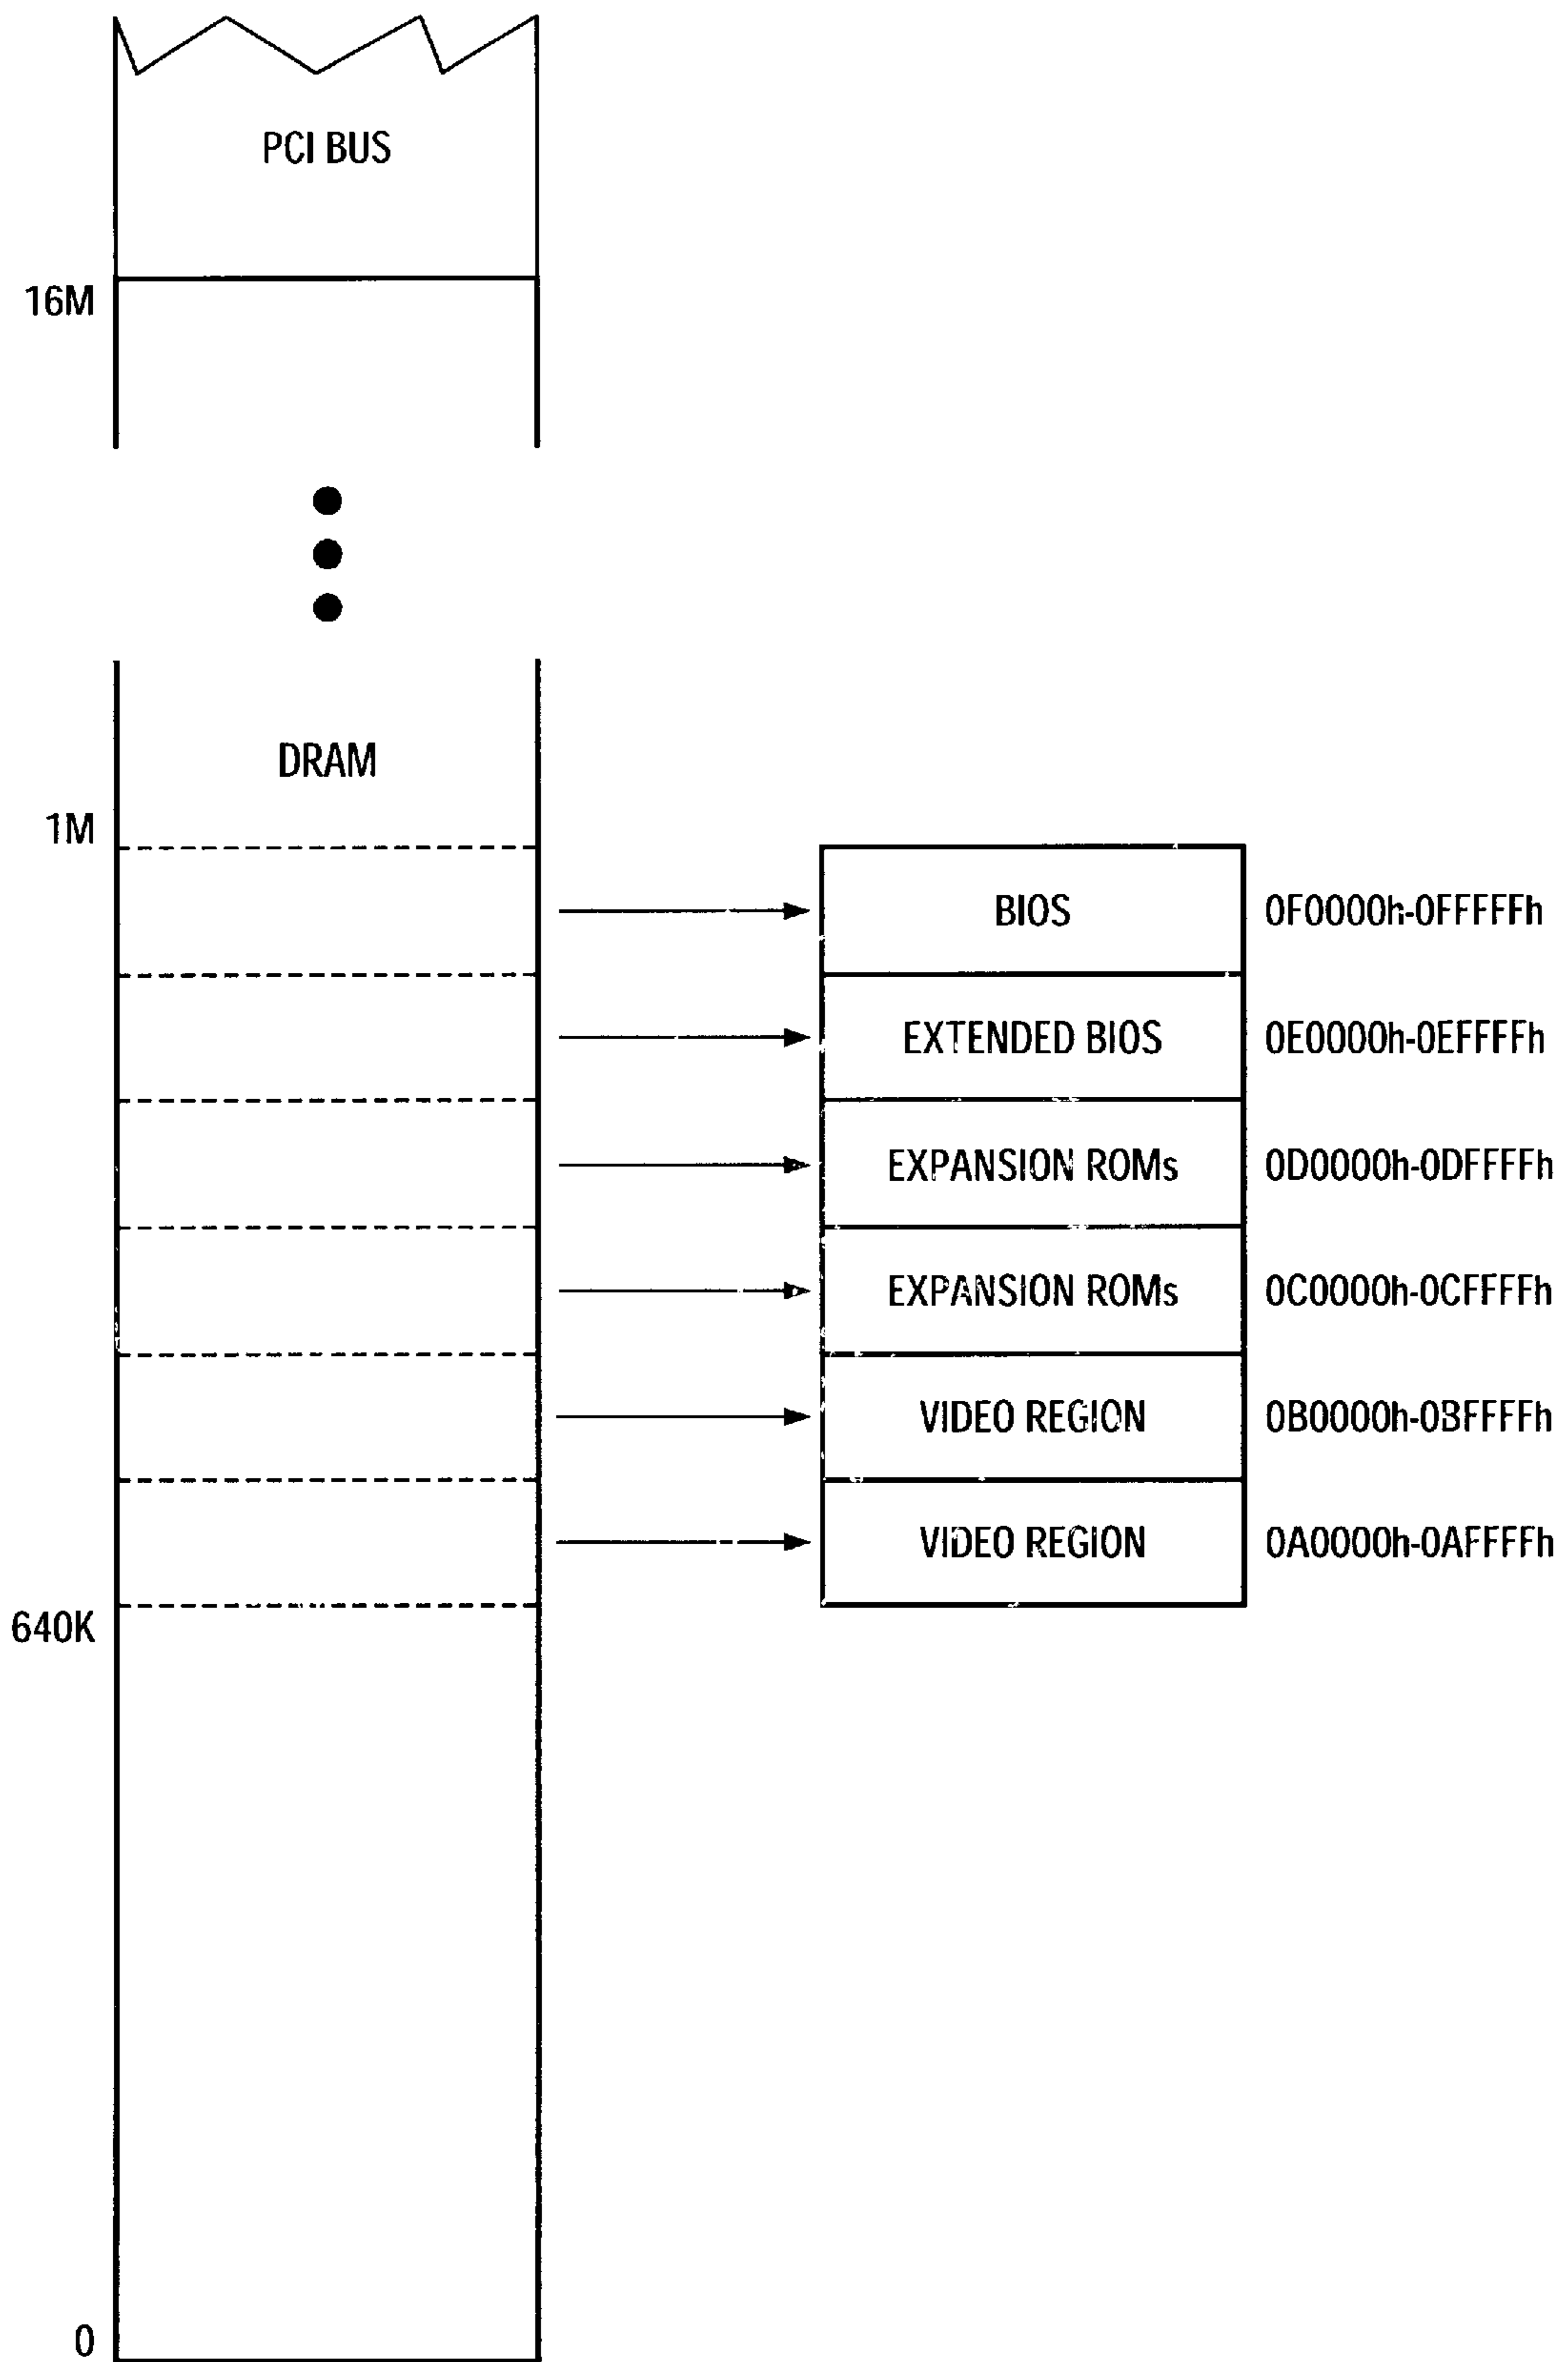 PCI BUS
16M
DRAM
1M
BIOS 0F0000h-0FFFFFh
EXTENDED BIOS 0E0000h-0EFFFFh
EXPANSION ROMs 0D0000h-0DFFFFh
EXPANSION ROMs 0C0000h-0CFFFFh
VIDEO REGION 0B0000h-0BFFFFh
VIDEO REGION 0A0000h-0AFFFFh
640K
0